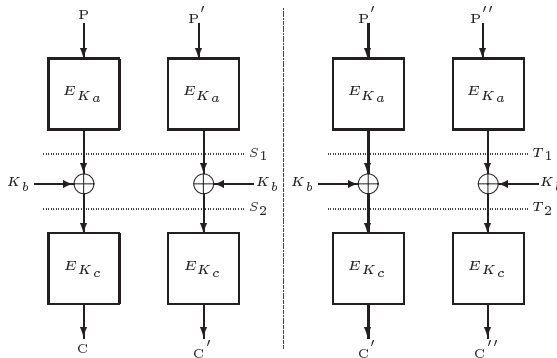 P P′ P′ P′′
E_{K_a} E_{K_a} E_{K_a} E_{K_a}
S_1 T_1
K_b K_b K_b K_b
S_2 T_2
E_{K_c} E_{K_c} E_{K_c} E_{K_c}
C C′ C′ C′′